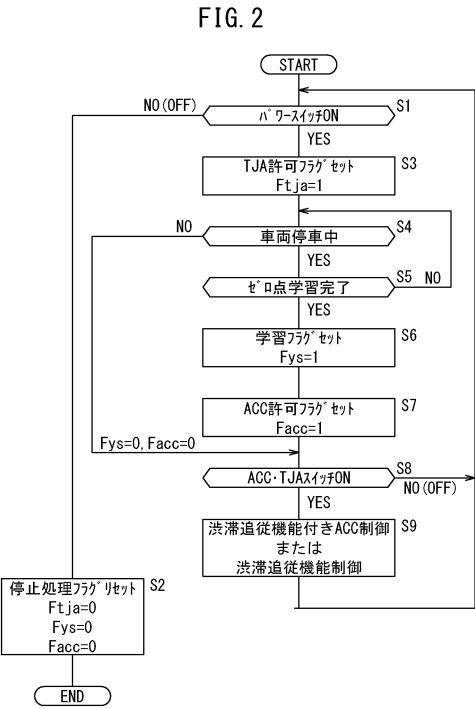 FIG. 2
START
パワースイッチON
S1
NO(OFF)
YES
TJA許可フラグセット
Ftja=1
S3
車両停車中
S4
NO
YES
ゼロ点学習完了
S5
NO
YES
学習フラグセット
Fys=1
S6
ACC許可フラグセット
Facc=1
S7
Fys=0, Facc=0
ACC・TJAスイッチON
S8
NO(OFF)
YES
渋滞追従機能付きACC制御
または
渋滞追従機能制御
S9
停止処理フラグリセット
Ftja=0
Fys=0
Facc=0
S2
END